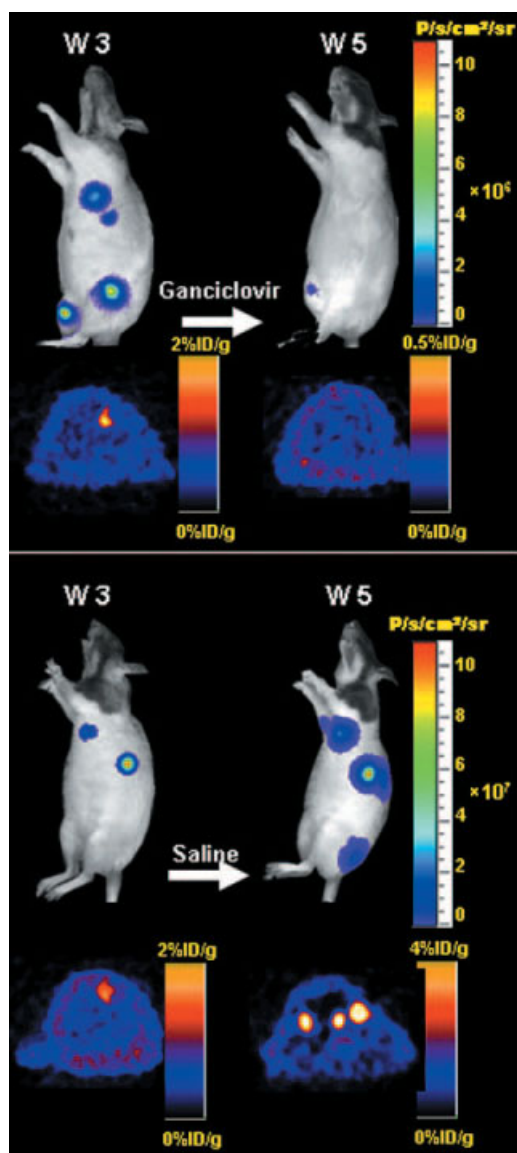 P/s/cm²/sr
W 3
W 5
10
8
6
×10⁶
4
2
0
Ganciclovir
2%ID/g
0.5%ID/g
0%ID/g
0%ID/g
W 3
W 5
P/s/cm²/sr
10
8
6
×10⁷
4
2
0
Saline
2%ID/g
4%ID/g
0%ID/g
0%ID/g